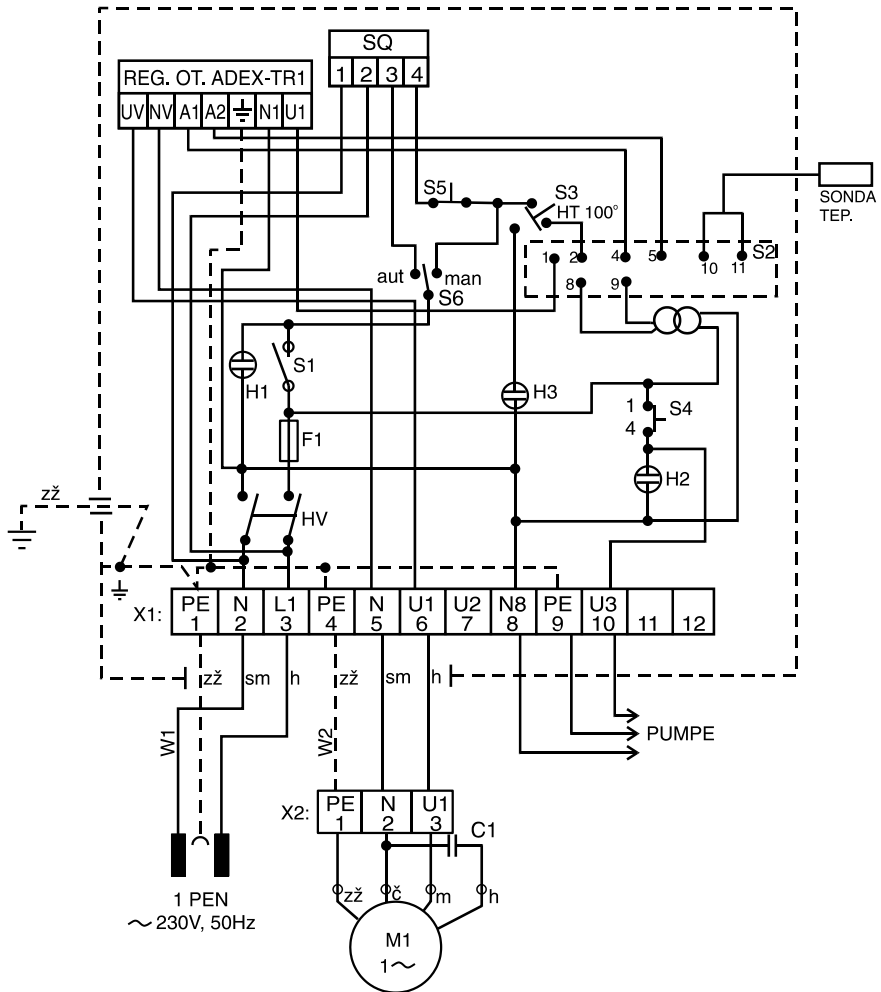 SQ
1 2 3 4
REG. OT. ADEX-TR1
UV NV A1 A2 N1 U1
S5
S3
HT 100°
SONDA
TEP.
1 2 4 5 10 11 S2
8 9
aut man
S6
H1
S1
F1
H3
1 S4
4
H2
HV
zž
X1:
PE N L1 PE N U1 U2 N8 PE U3
1 2 3 4 5 6 7 8 9 10 11 12
zž sm h zž sm h
W1
W2
PUMPE
X2:
PE N U1
1 2 3
C1
zž č m h
1 PEN
~ 230V, 50Hz
M1
1~